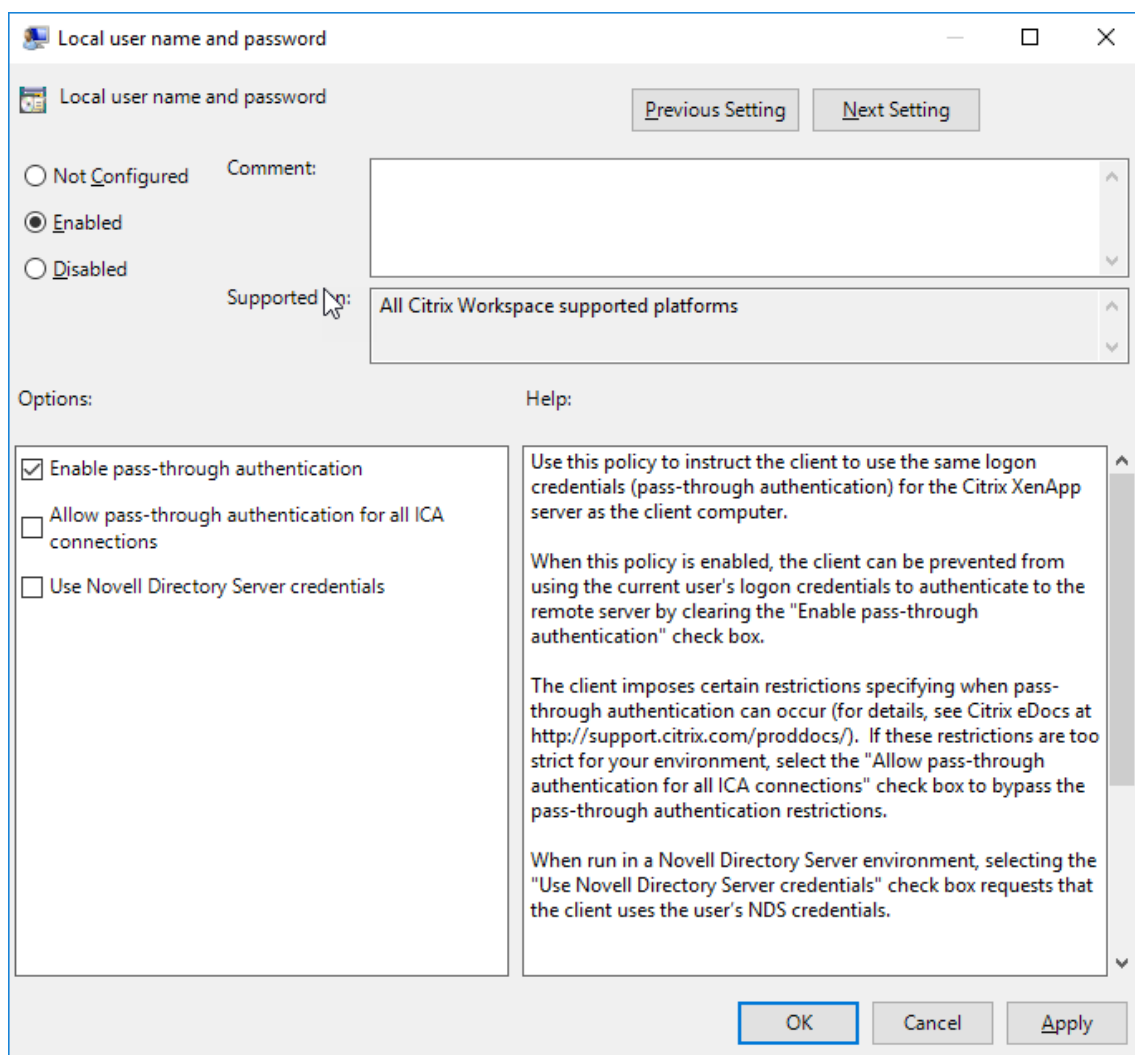 Local user name and password
Local user name and password
Previous Setting
Next Setting
Not Configured
Comment:
Enabled
Disabled
Supported on:
All Citrix Workspace supported platforms
Options:
Help:
Enable pass-through authentication
Allow pass-through authentication for all ICA
connections
Use Novell Directory Server credentials
Use this policy to instruct the client to use the same logon
credentials (pass-through authentication) for the Citrix XenApp
server as the client computer.
When this policy is enabled, the client can be prevented from
using the current user's logon credentials to authenticate to the
remote server by clearing the "Enable pass-through
authentication" check box.
The client imposes certain restrictions specifying when pass-
through authentication can occur (for details, see Citrix eDocs at
http://support.citrix.com/proddocs/).  If these restrictions are too
strict for your environment, select the "Allow pass-through
authentication for all ICA connections" check box to bypass the
pass-through authentication restrictions.
When run in a Novell Directory Server environment, selecting the
"Use Novell Directory Server credentials" check box requests that
the client uses the user's NDS credentials.
OK
Cancel
Apply